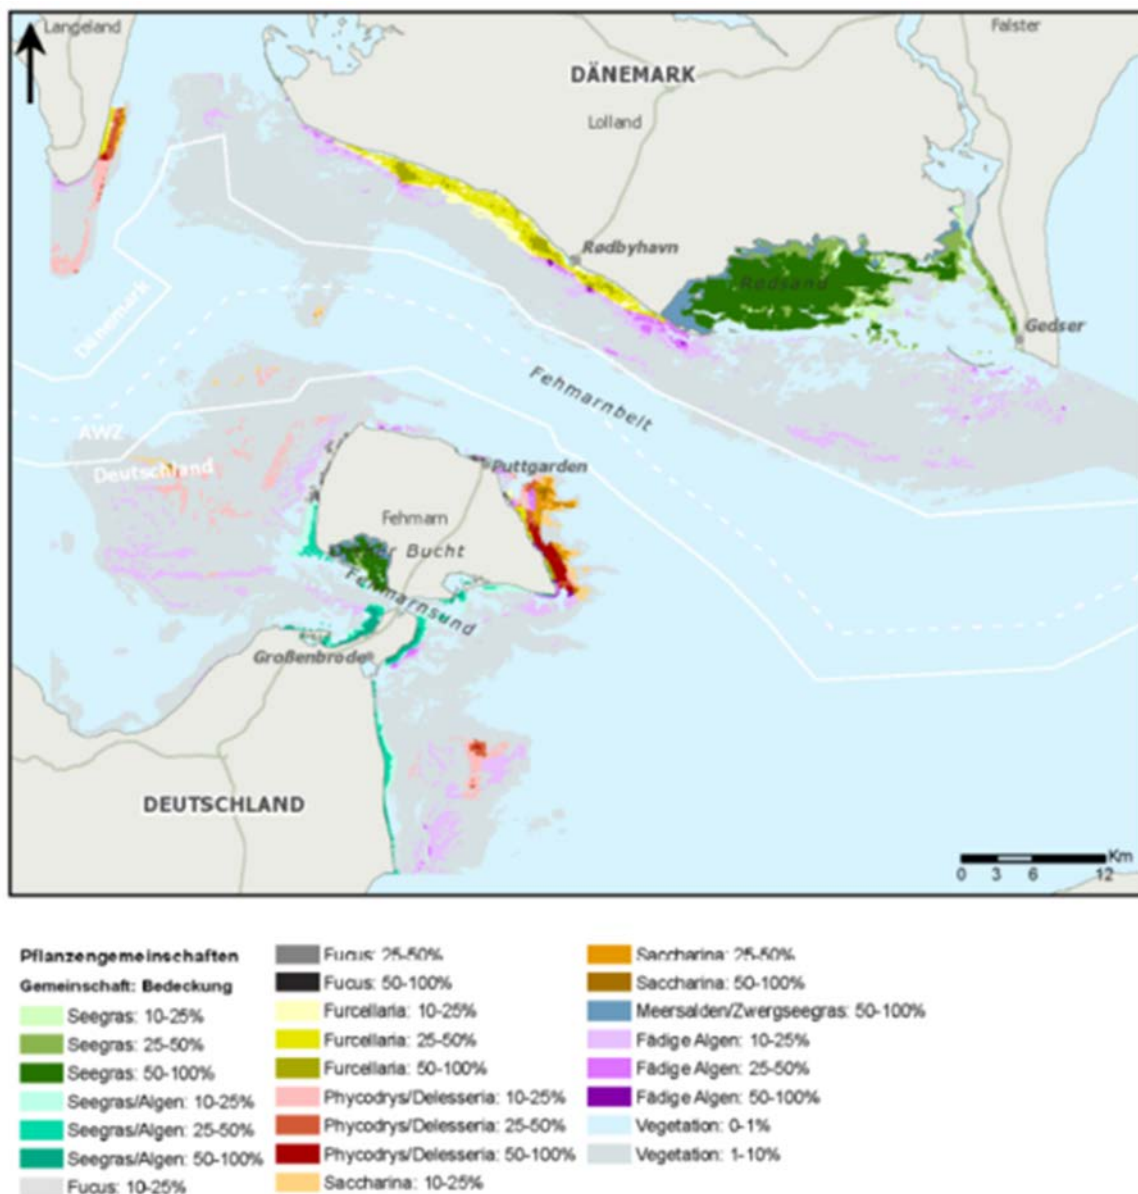 Langeland
Falster
DÄNEMARK
Lolland
Rødbyhavn
Rødsand
Gedser
Dänemark
Fehmarnbelt
AWZ
Deutschland
Puttgarden
Fehmarn
Bucht
Fehmarnsund
Großenbrode
DEUTSCHLAND
Km
0 3 6 12
Pflanzengemeinschaften
Gemeinschaft: Bedeckung
Seegras: 10-25%
Seegras: 25-50%
Seegras: 50-100%
Seegras/Algen: 10-25%
Seegras/Algen: 25-50%
Seegras/Algen: 50-100%
Fucus: 10-25%
Fucus: 25-50%
Fucus: 50-100%
Furcellaria: 10-25%
Furcellaria: 25-50%
Furcellaria: 50-100%
Phycodrys/Delesseria: 10-25%
Phycodrys/Delesseria: 25-50%
Phycodrys/Delesseria: 50-100%
Saccharina: 10-25%
Saccharina: 25-50%
Saccharina: 50-100%
Meersalden/Zwergseegras: 50-100%
Fädige Algen: 10-25%
Fädige Algen: 25-50%
Fädige Algen: 50-100%
Vegetation: 0-1%
Vegetation: 1-10%